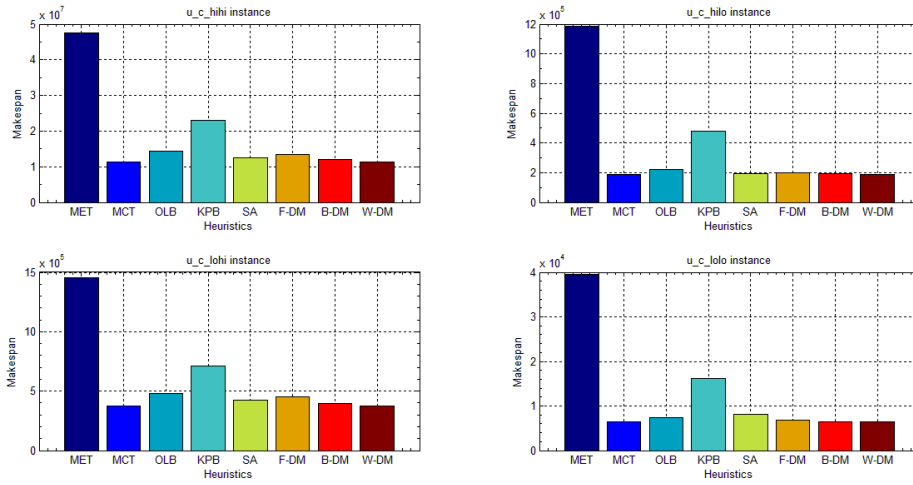 u_c_hihi instance
x 10^7
5
4
3
2
1
0
Makespan
MET MCT OLB KPB SA F-DM B-DM W-DM
Heuristics
u_c_hilo instance
x 10^5
12
10
8
6
4
2
0
Makespan
MET MCT OLB KPB SA F-DM B-DM W-DM
Heuristics
u_c_lohi instance
x 10^5
15
10
5
0
Makespan
MET MCT OLB KPB SA F-DM B-DM W-DM
Heuristics
u_c_lolo instance
x 10^4
4
3
2
1
0
Makespan
MET MCT OLB KPB SA F-DM B-DM W-DM
Heuristics